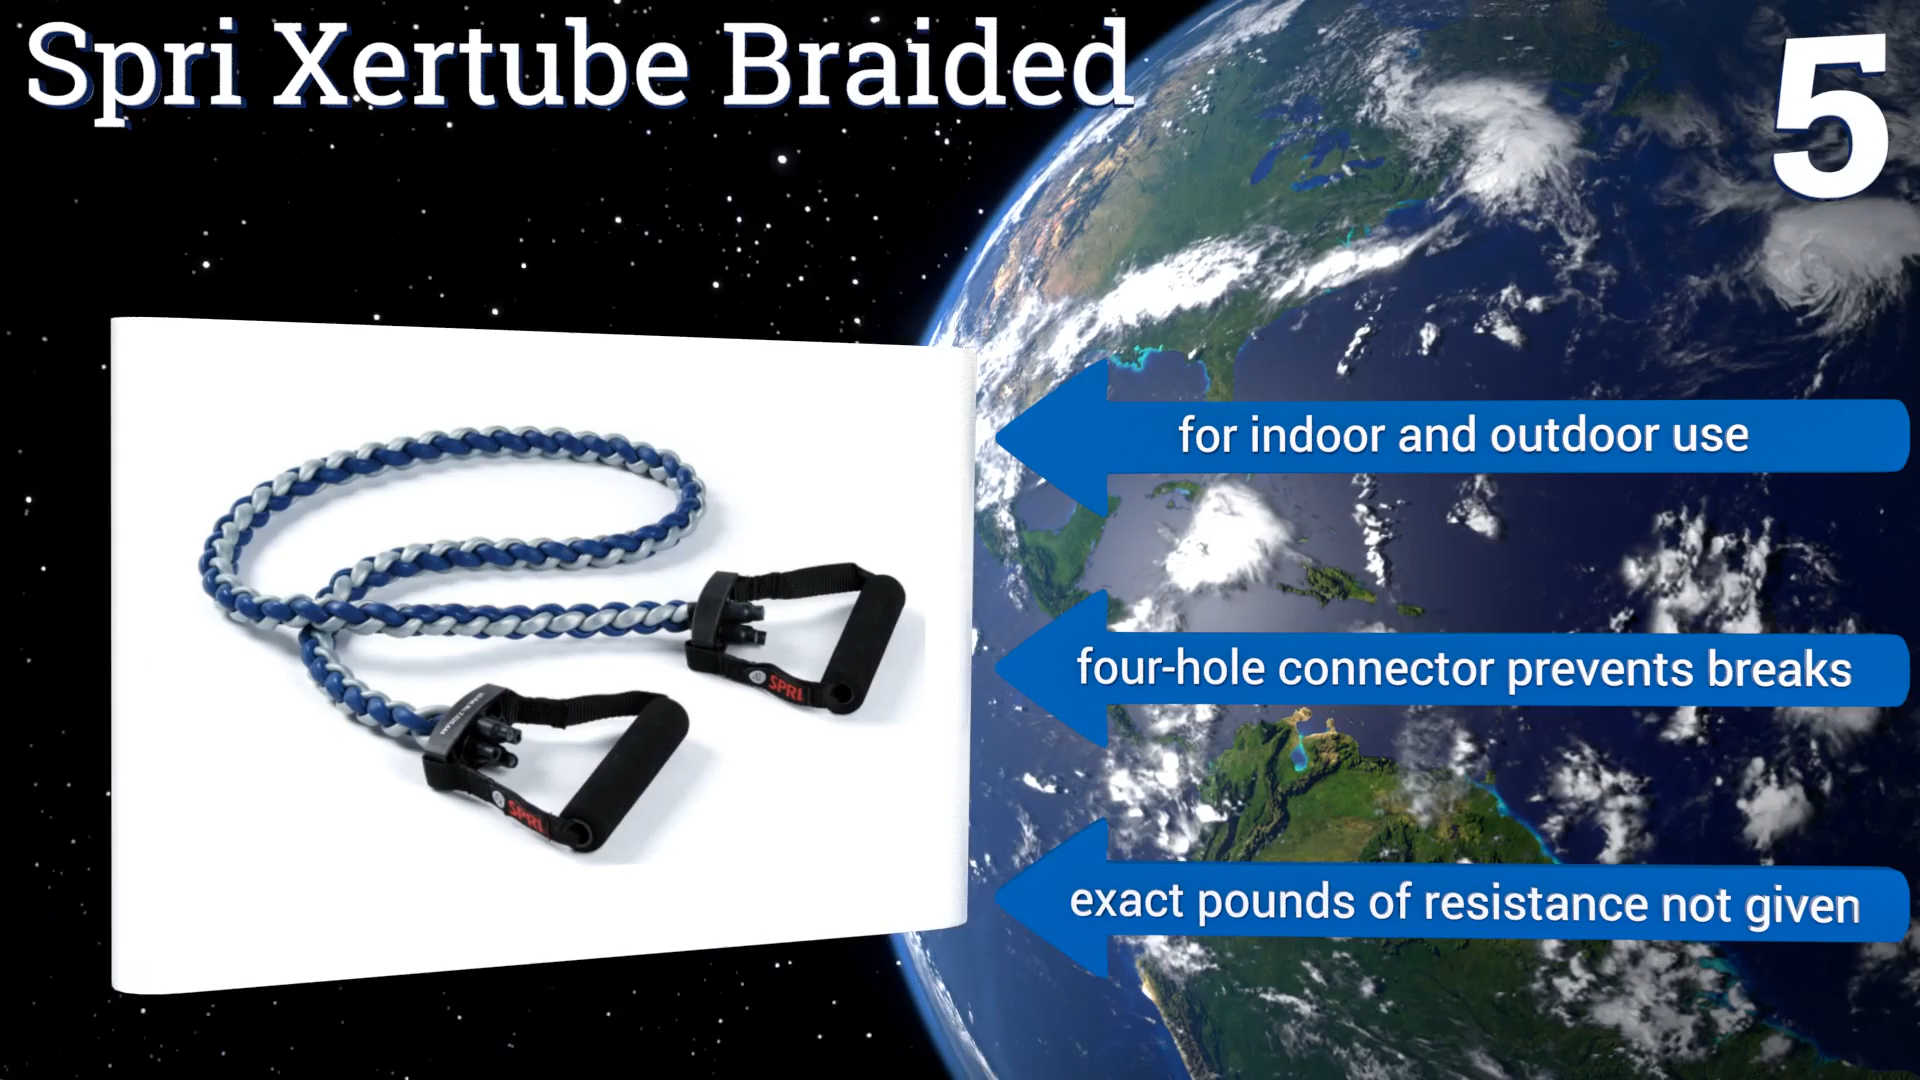 Spri Xertube Braided
5
for indoor and outdoor use
four-hole connector prevents breaks
SPRI
SPRI
exact pounds of resistance not given